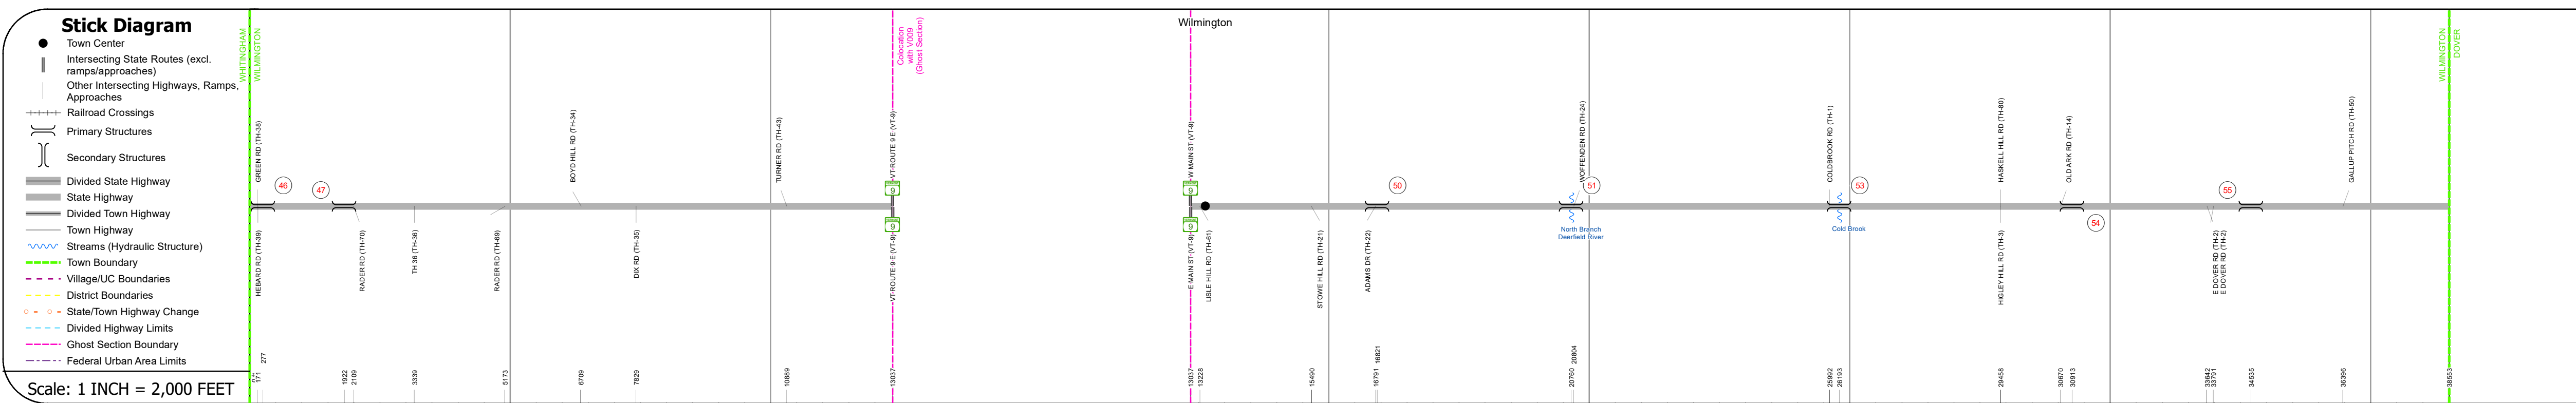 Stick Diagram
Town Center
Intersecting State Routes (excl.
ramps/approaches)
Other Intersecting Highways, Ramps,
Approaches
Railroad Crossings
Primary Structures
Secondary Structures
Divided State Highway
State Highway
Divided Town Highway
Town Highway
Streams (Hydraulic Structure)
Town Boundary
Village/UC Boundaries
District Boundaries
State/Town Highway Change
Divided Highway Limits
Ghost Section Boundary
Federal Urban Area Limits
Scale: 1 INCH = 2,000 FEET
WHITINGHAM
WILMINGTON
Colocation
with V009
(Ghost Section)
Wilmington
WILMINGTON
DOVER
GREEN RD (TH-38)
BOYD HILL RD (TH-34)
TURNER RD (TH-43)
VT ROUTE 9 E (VT-9)
W MAIN ST (VT-9)
WOFFENDEN RD (TH-24)
COLDBROOK RD (TH-1)
HASKELL HILL RD (TH-80)
OLD ARK RD (TH-14)
GALLUP PITCH RD (TH-50)
46
47
9
9
50
51
53
55
9
9
54
North Branch
Deerfield River
Cold Brook
HEBARD RD (TH-39)
RADER RD (TH-70)
TH 36 (TH-36)
RADER RD (TH-69)
DIX RD (TH-35)
VT ROUTE 9 E (VT-9)
E MAIN ST (VT-9)
LISLE HILL RD (TH-61)
STOWE HILL RD (TH-21)
ADAMS DR (TH-22)
HIGLEY HILL RD (TH-3)
E DOVER RD (TH-2)
E DOVER RD (TH-2)
171
277
1922
2109
3339
5173
6709
7829
10889
13037
13037
13228
15490
16791
16821
20760
20804
25992
26193
29458
30670
30913
33642
33791
34535
36396
38553